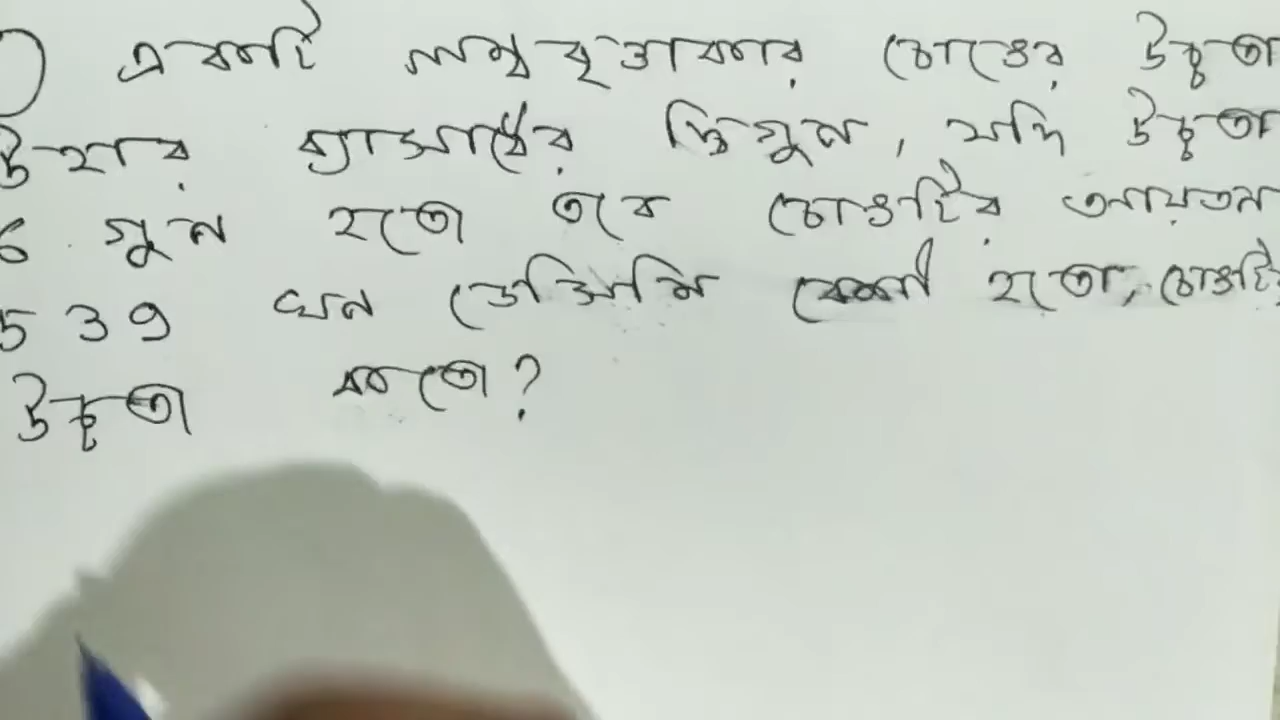 একটি লম্ব বৃত্তাকার চোঙের উচ্চতা
উহার ব্যাসার্ধের দ্বিগুন, যদি উচ্চতা
6 গুন হতো তবে চোঙটির আয়তন
539 ঘন ডেসিমি বেশী হতো, চোঙটির
উচ্চতা কত?